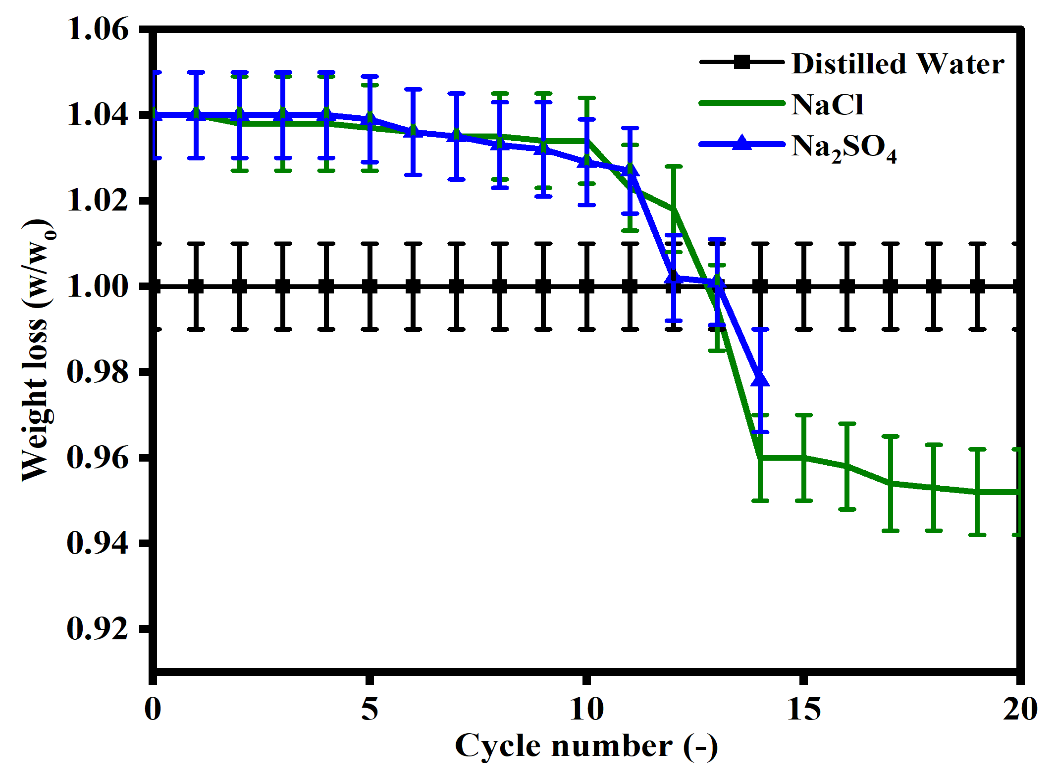 1.06
1.04
1.02
1.00
0.98
0.96
0.94
0.92
Weight loss (w/w₀)
Distilled Water
NaCl
Na₂SO₄
0 5 10 15 20
Cycle number (-)